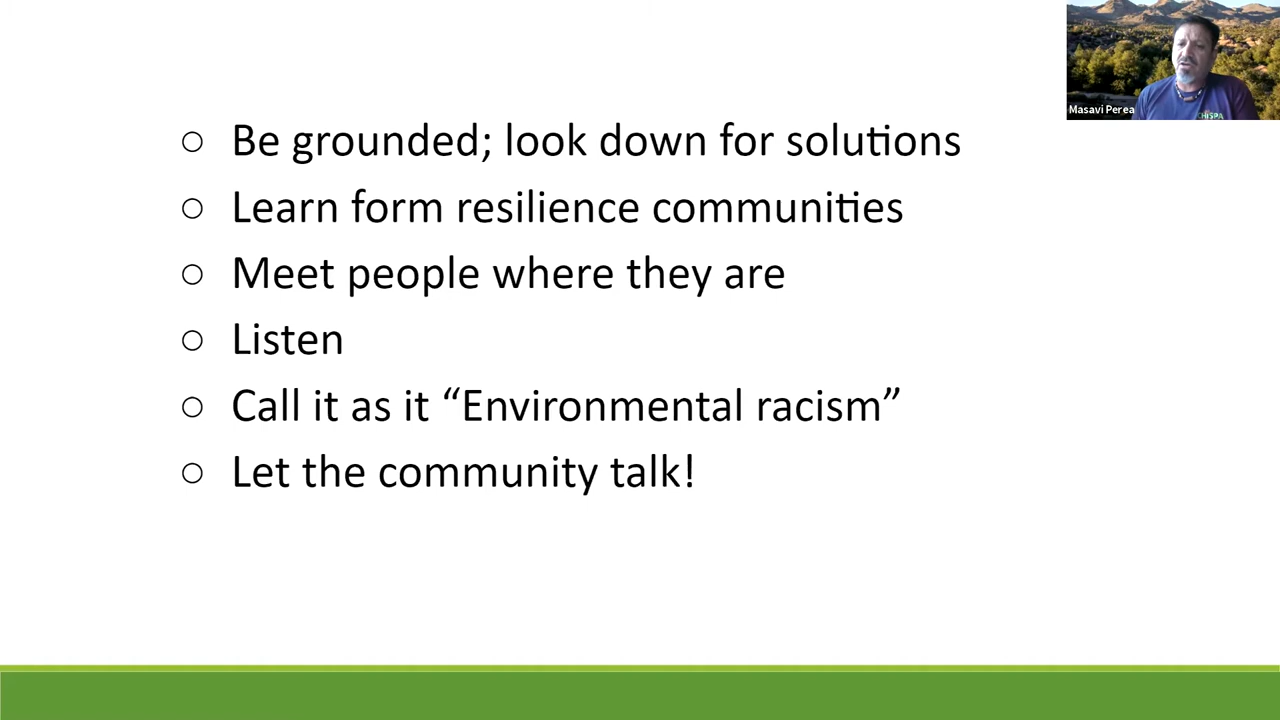 Be grounded; look down for solutions
Learn form resilience communities
Meet people where they are
Listen
Call it as it “Environmental racism”
Let the community talk!
Masavi Perea
CHISPA